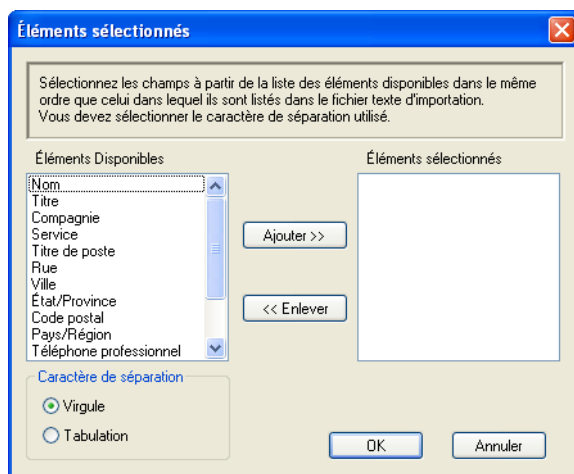 Éléments sélectionnés
Sélectionnez les champs à partir de la liste des éléments disponibles dans le même
ordre que celui dans lequel ils sont listés dans le fichier texte d'importation.
Vous devez sélectionner le caractère de séparation utilisé.
Éléments Disponibles
Éléments sélectionnés
Nom
Titre
Compagnie
Service
Titre de poste
Rue
Ville
État/Province
Code postal
Pays/Région
Téléphone professionnel
Ajouter >>
<< Enlever
Caractère de séparation
Virgule
Tabulation
OK
Annuler